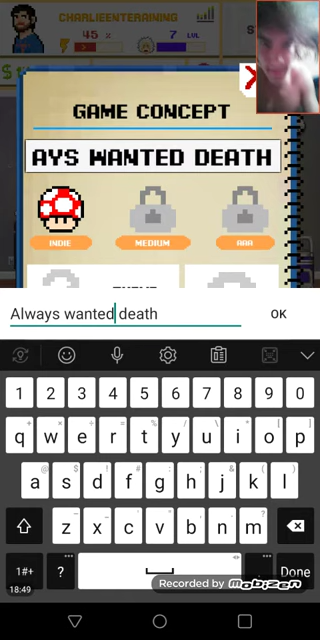 CHARLIEENTERAINING
45 %
7 LVL
$
GAME CONCEPT
AYS WANTED DEATH
INDIE
MEDIUM
AAA
Always wanted death
OK
1 2 3 4 5 6 7 8 9 0
q w e r t y u i o p
a s d f g h j k l
z x c v b n m
1#+ ? Done
18:49
Recorded by mobizen